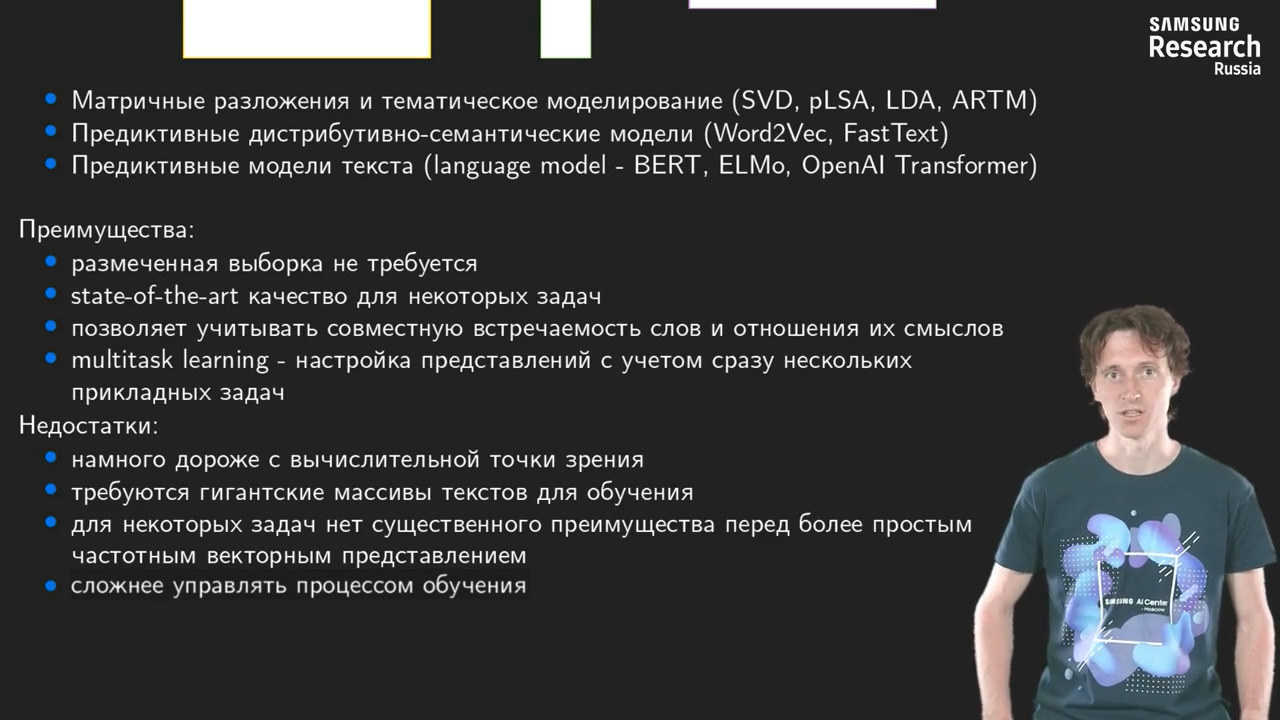 SAMSUNG
Research
Russia
Матричные разложения и тематическое моделирование (SVD, pLSA, LDA, ARTM)
Предиктивные дистрибутивно-семантические модели (Word2Vec, FastText)
Предиктивные модели текста (language model - BERT, ELMo, OpenAI Transformer)
Преимущества:
размеченная выборка не требуется
state-of-the-art качество для некоторых задач
позволяет учитывать совместную встречаемость слов и отношения их смыслов
multitask learning - настройка представлений с учетом сразу нескольких
прикладных задач
Недостатки:
намного дороже с вычислительной точки зрения
требуются гигантские массивы текстов для обучения
для некоторых задач нет существенного преимущества перед более простым
частотным векторным представлением
сложнее управлять процессом обучения
SAMSUNG AI Center
- Moscow